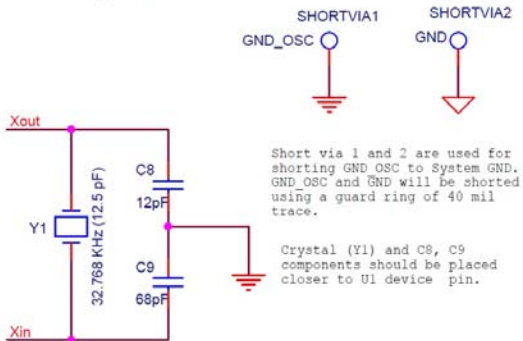 SHORTVIA1
SHORTVIA2
GND_OSC
GND
Xout
C8
12pF
Y1
32.768 KHz (12.5 pF)
C9
68pF
Xin
Short via 1 and 2 are used for
shorting GND_OSC to System GND.
GND_OSC and GND will be shorted
using a guard ring of 40 mil
trace.
Crystal (Y1) and C8, C9
components should be placed
closer to U1 device pin.